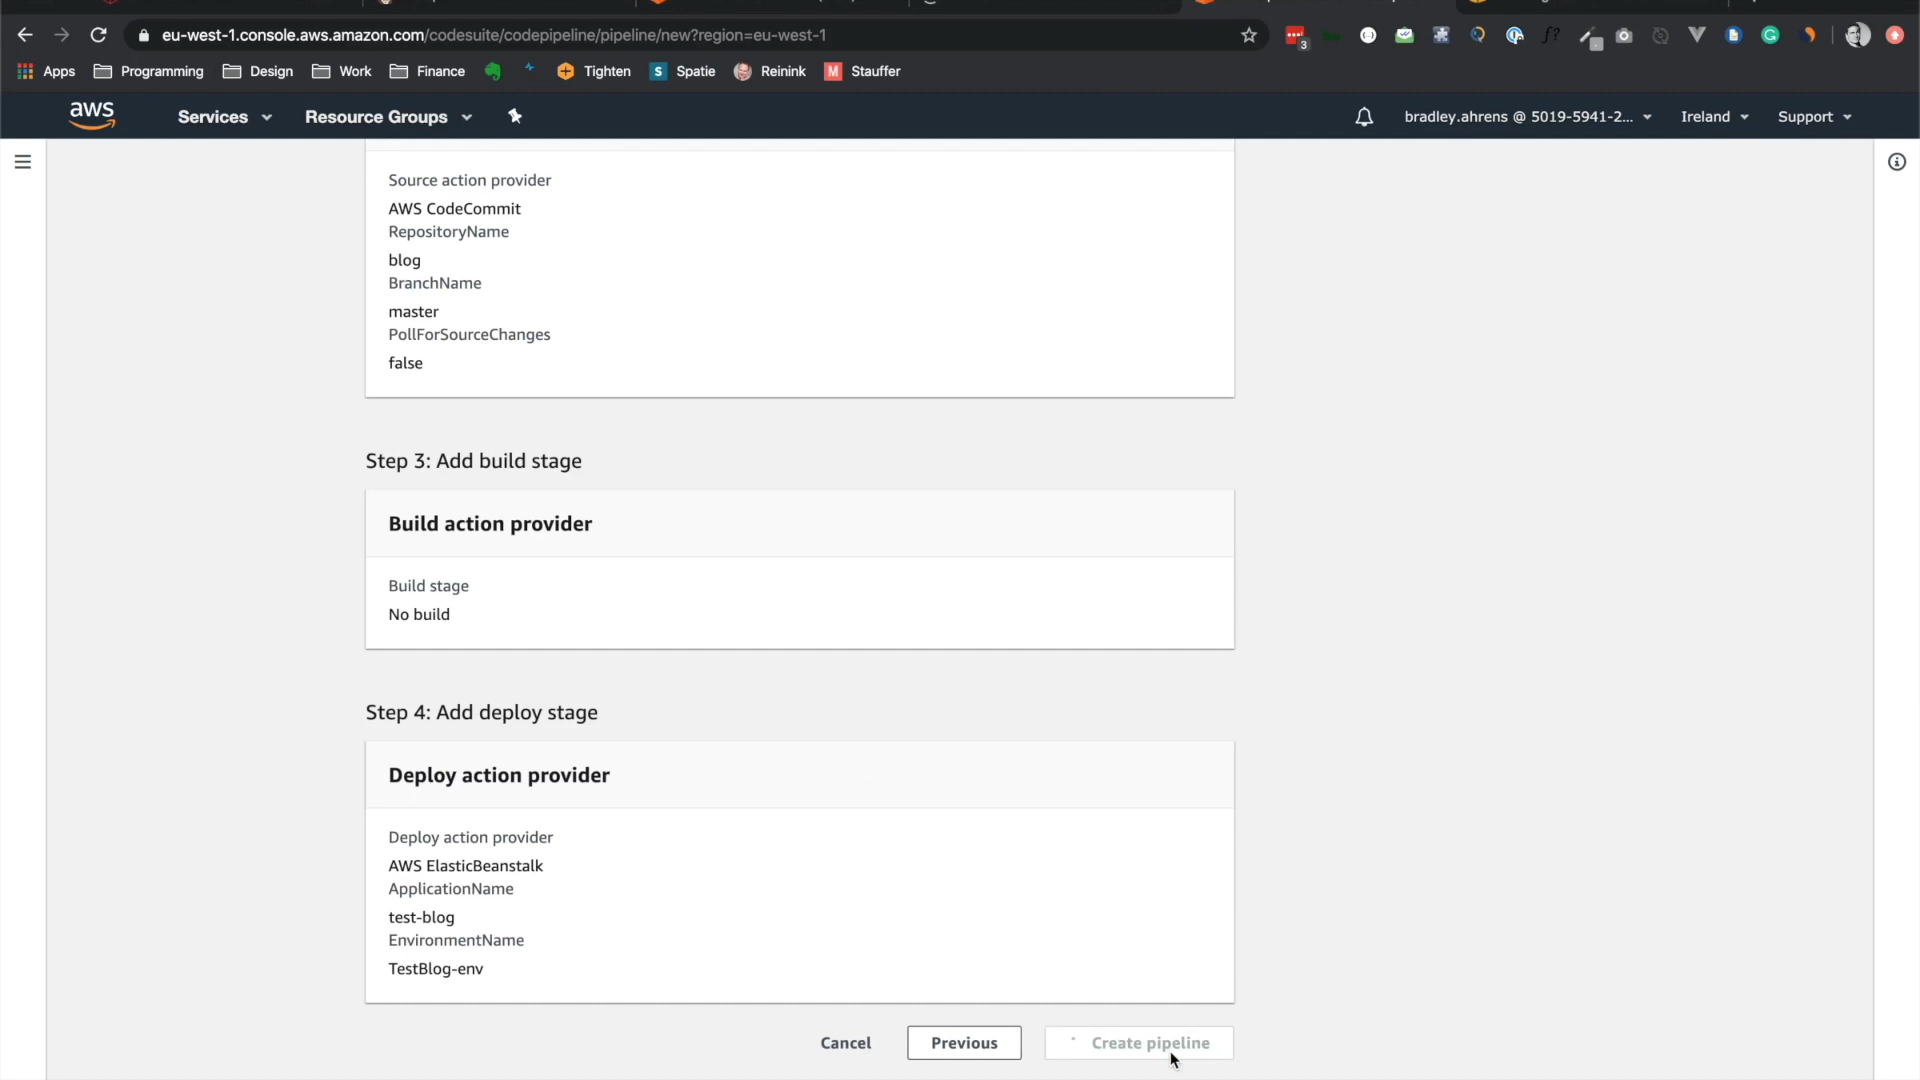 eu-west-1.console.aws.amazon.com/codesuite/codepipeline/pipeline/new?region=eu-west-1
3
f?
Apps Programming Design Work Finance Tighten S Spatie Reinink M Stauffer
aws Services Resource Groups bradley.ahrens @ 5019-5941-2... Ireland Support
Source action provider
AWS CodeCommit
RepositoryName
blog
BranchName
master
PollForSourceChanges
false
Step 3: Add build stage
Build action provider
Build stage
No build
Step 4: Add deploy stage
Deploy action provider
Deploy action provider
AWS ElasticBeanstalk
ApplicationName
test-blog
EnvironmentName
TestBlog-env
Cancel Previous Create pipeline